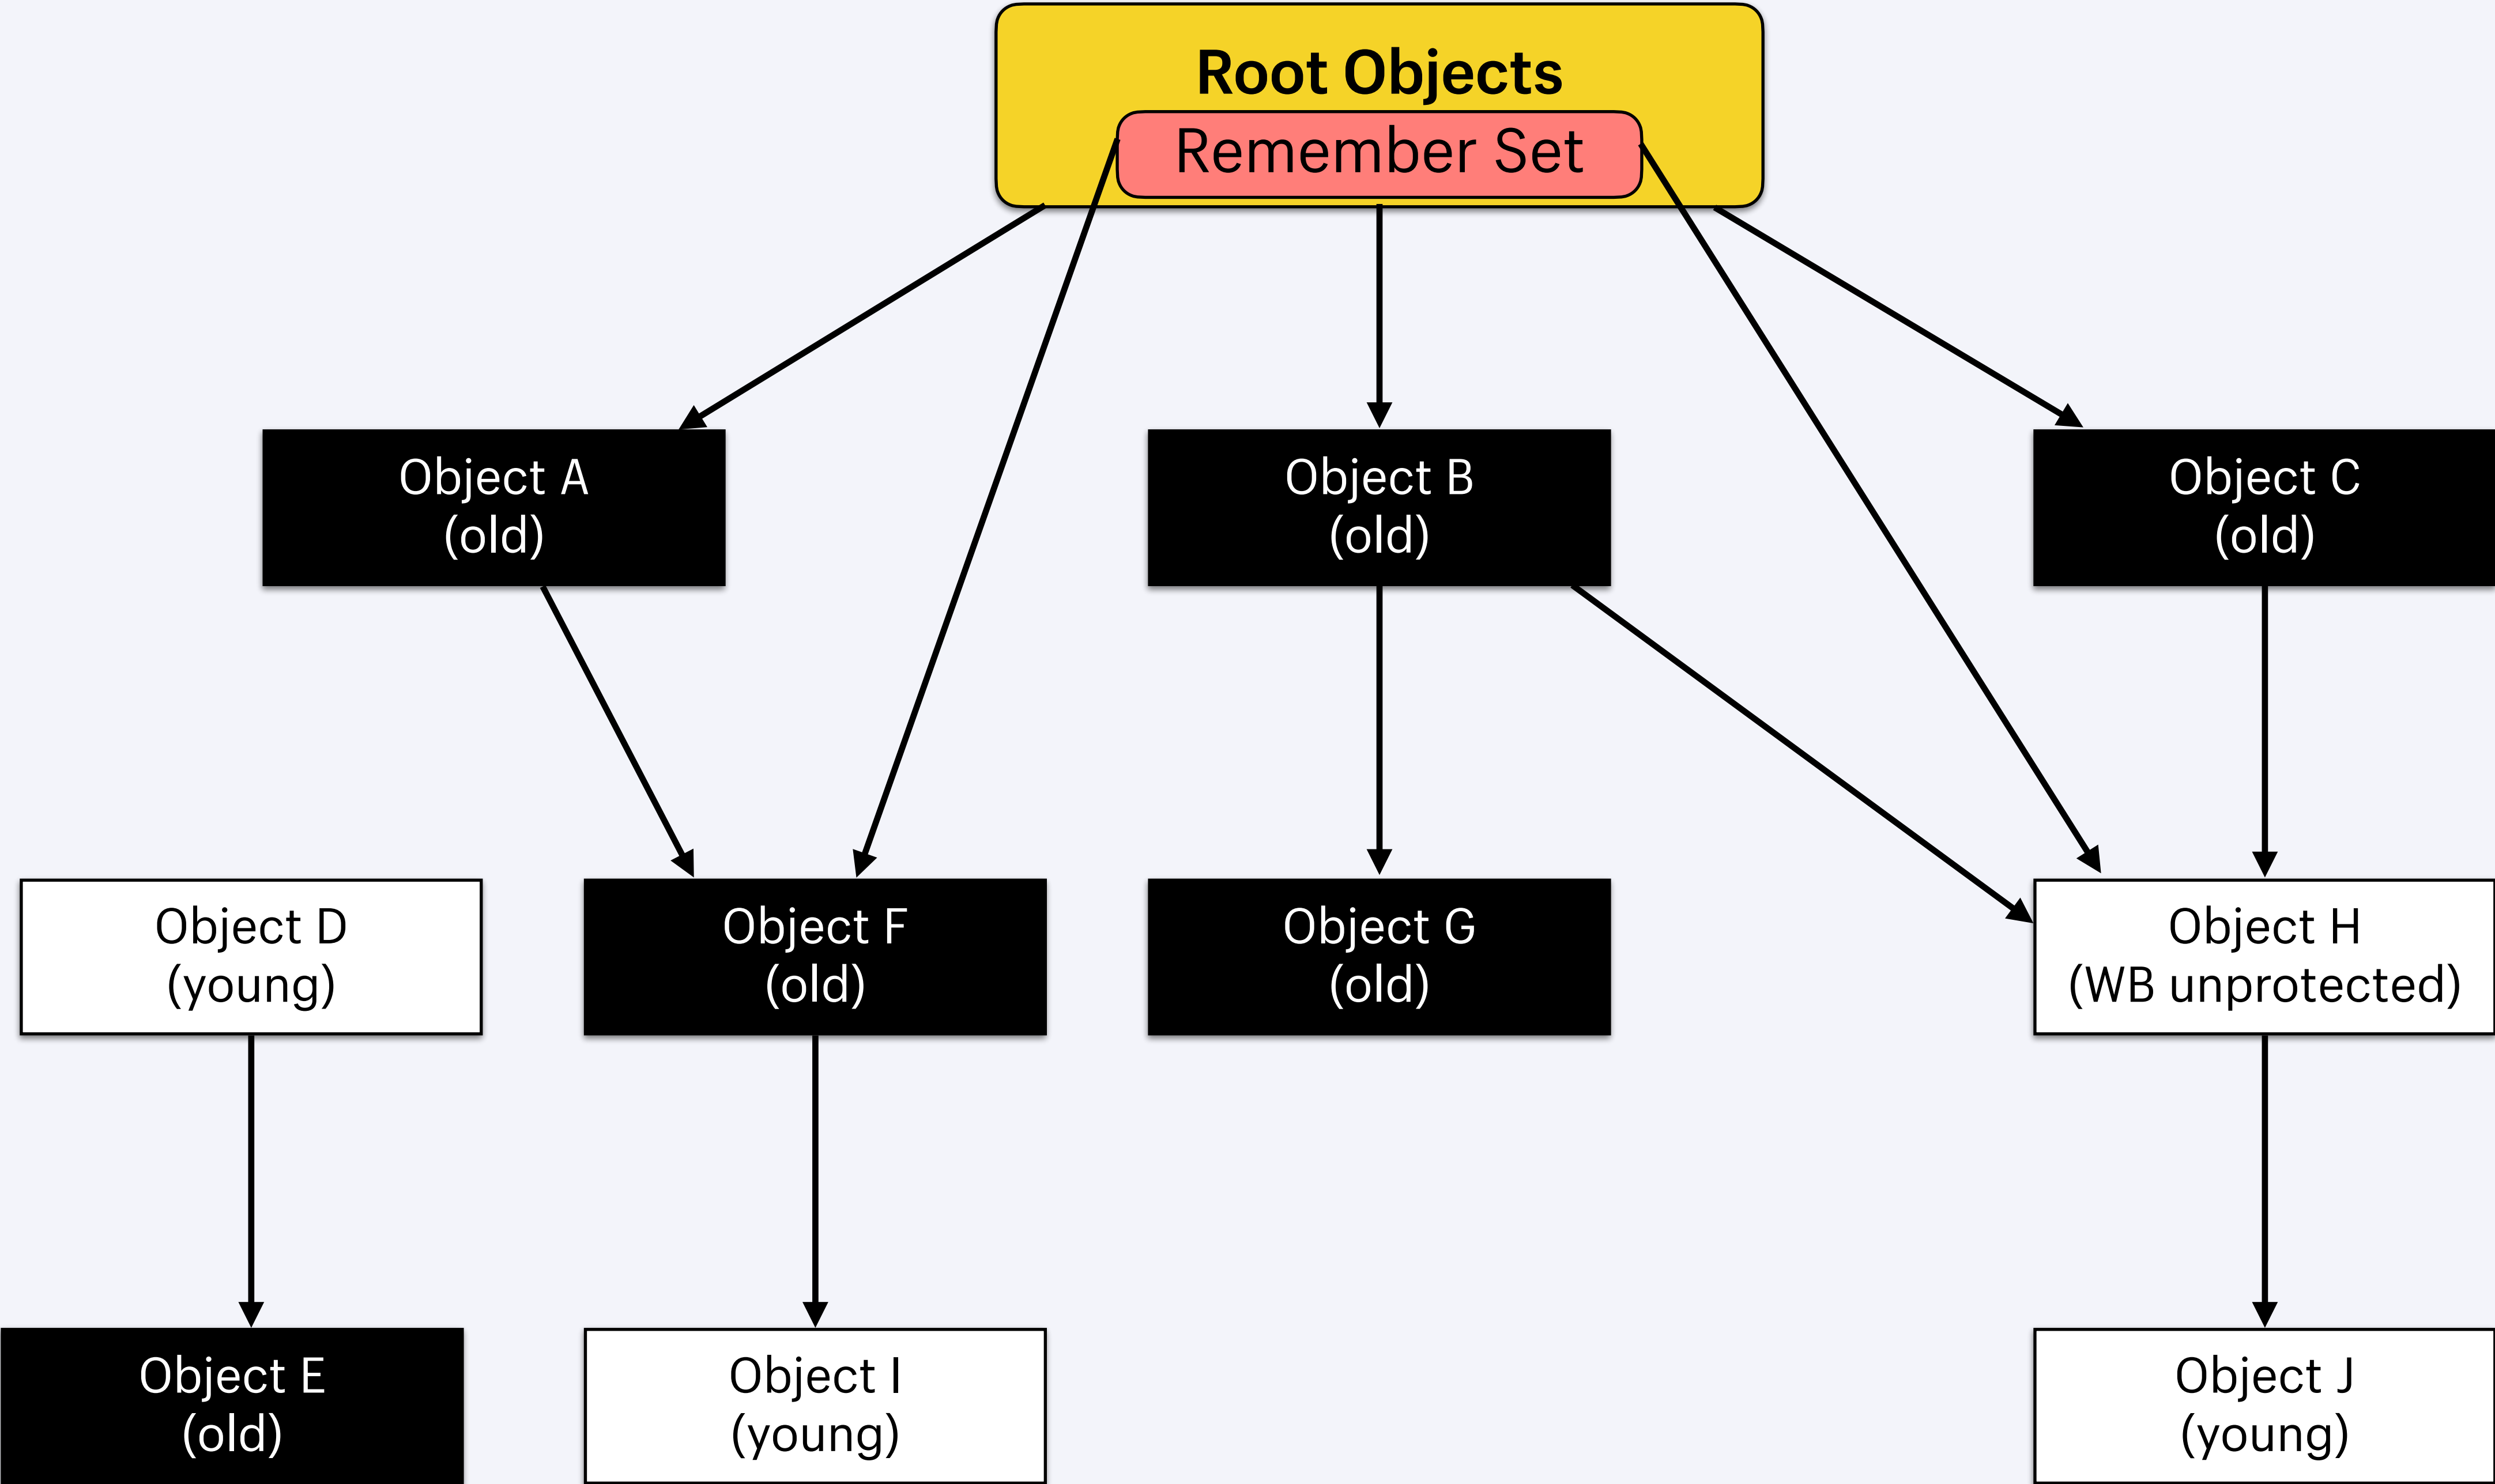 Root Objects
Remember Set
Object A
(old)
Object B
(old)
Object C
(old)
Object D
(young)
Object F
(old)
Object G
(old)
Object H
(WB unprotected)
Object E
(old)
Object I
(young)
Object J
(young)